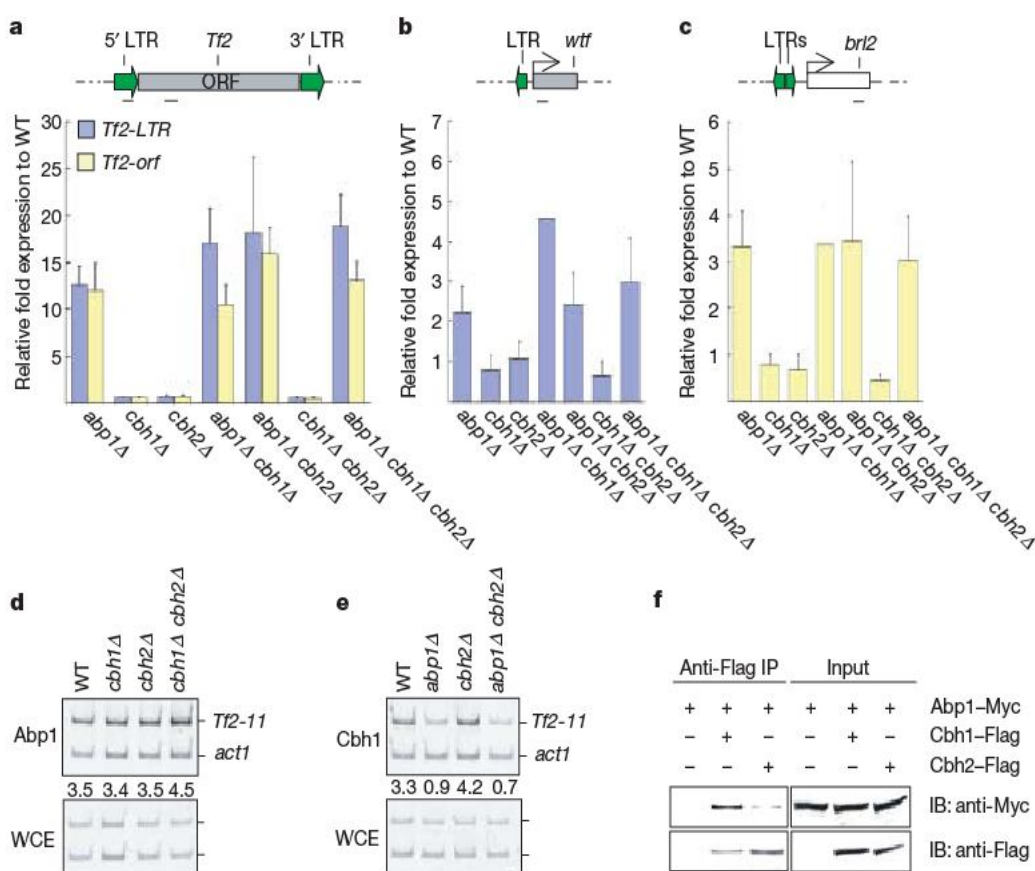 a
5′ LTR Tf2 3′ LTR
ORF
Relative fold expression to WT
30
25
20
15
10
5
Tf2-LTR
Tf2-orf
abp1Δ
cbh1Δ
cbh2Δ
abp1Δ cbh1Δ
abp1Δ cbh2Δ
cbh1Δ cbh2Δ
abp1Δ cbh1Δ cbh2Δ
b
LTR wtf
Relative fold expression to WT
7
6
5
4
3
2
1
abp1Δ
cbh1Δ
cbh2Δ
abp1Δ cbh1Δ
abp1Δ cbh2Δ
cbh1Δ cbh2Δ
abp1Δ cbh1Δ cbh2Δ
c
LTRs brl2
Relative fold expression to WT
6
5
4
3
2
1
abp1Δ
cbh1Δ
cbh2Δ
abp1Δ cbh1Δ
abp1Δ cbh2Δ
cbh1Δ cbh2Δ
abp1Δ cbh1Δ cbh2Δ
d
WT
cbh1Δ
cbh2Δ
cbh1Δ cbh2Δ
Abp1
Tf2-11
act1
3.5 3.4 3.5 4.5
WCE
e
WT
abp1Δ
cbh2Δ
abp1Δ cbh2Δ
Cbh1
Tf2-11
act1
3.3 0.9 4.2 0.7
WCE
f
Anti-Flag IP Input
+ + + + + + Abp1–Myc
– + – – + – Cbh1–Flag
– – + – – + Cbh2–Flag
IB: anti-Myc
IB: anti-Flag